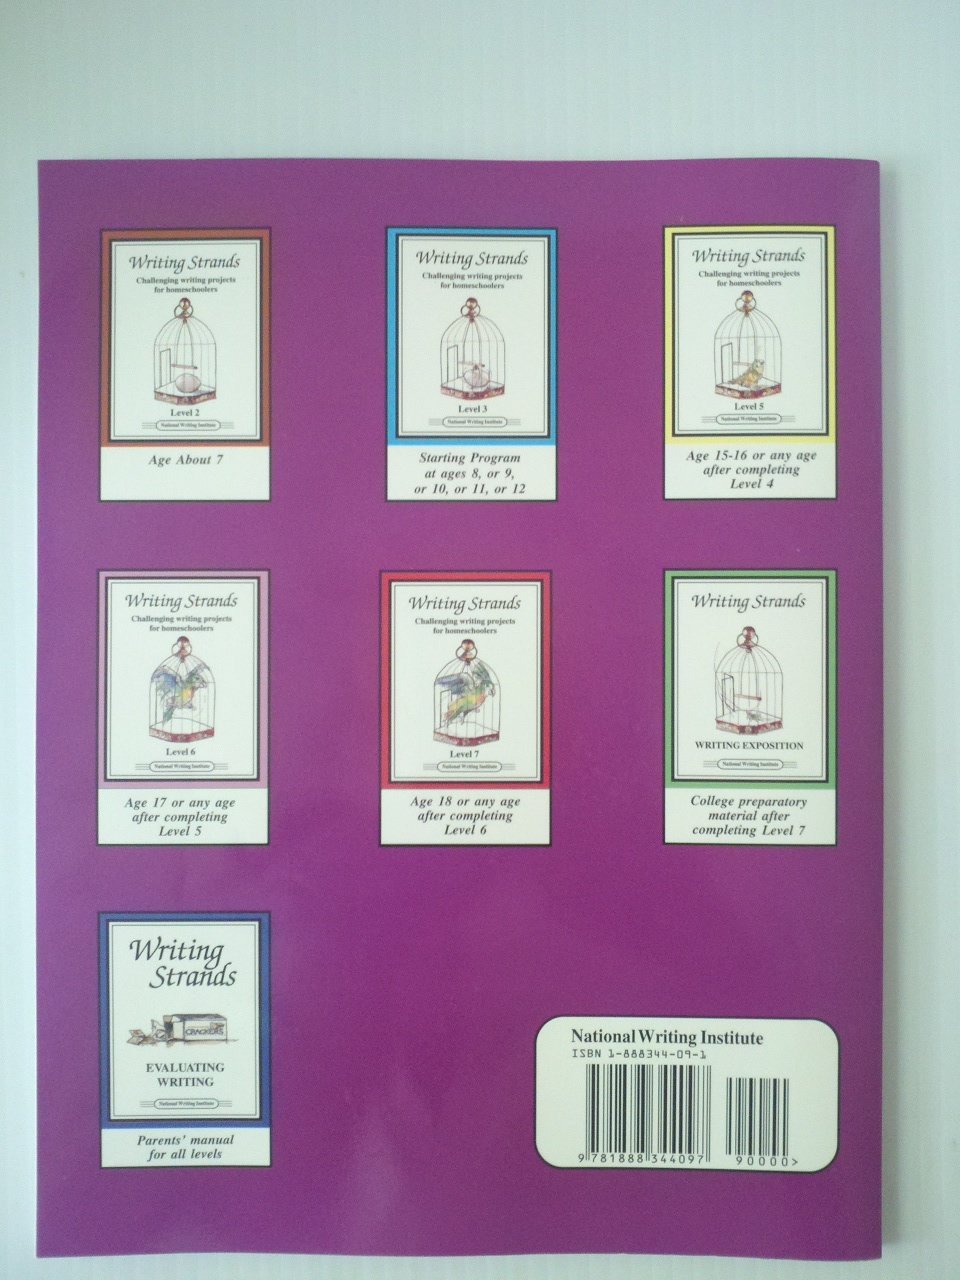 Writing Strands
Challenging writing projects
for homeschoolers
Level 2
National Writing Institute
Age About 7
Writing Strands
Challenging writing projects
for homeschoolers
Level 3
National Writing Institute
Starting Program
at ages 8, or 9,
or 10, or 11, or 12
Writing Strands
Challenging writing projects
for homeschoolers
Level 5
National Writing Institute
Age 15-16 or any age
after completing
Level 4
Writing Strands
Challenging writing projects
for homeschoolers
Level 6
National Writing Institute
Age 17 or any age
after completing
Level 5
Writing Strands
Challenging writing projects
for homeschoolers
Level 7
National Writing Institute
Age 18 or any age
after completing
Level 6
Writing Strands
WRITING EXPOSITION
National Writing Institute
College preparatory
material after
completing Level 7
Writing
Strands
CRACKERS
EVALUATING
WRITING
National Writing Institute
Parents' manual
for all levels
National Writing Institute
ISBN 1-888344-09-1
9 781888 344097
90000>